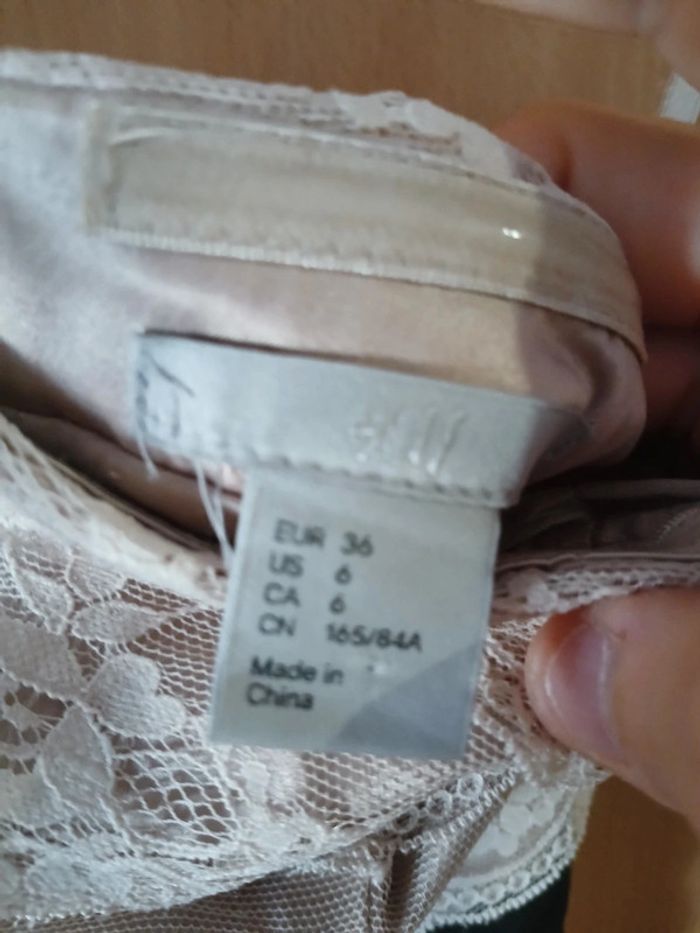 EUR 36
US 6
CA 6
CN 165/84A
Made in
China